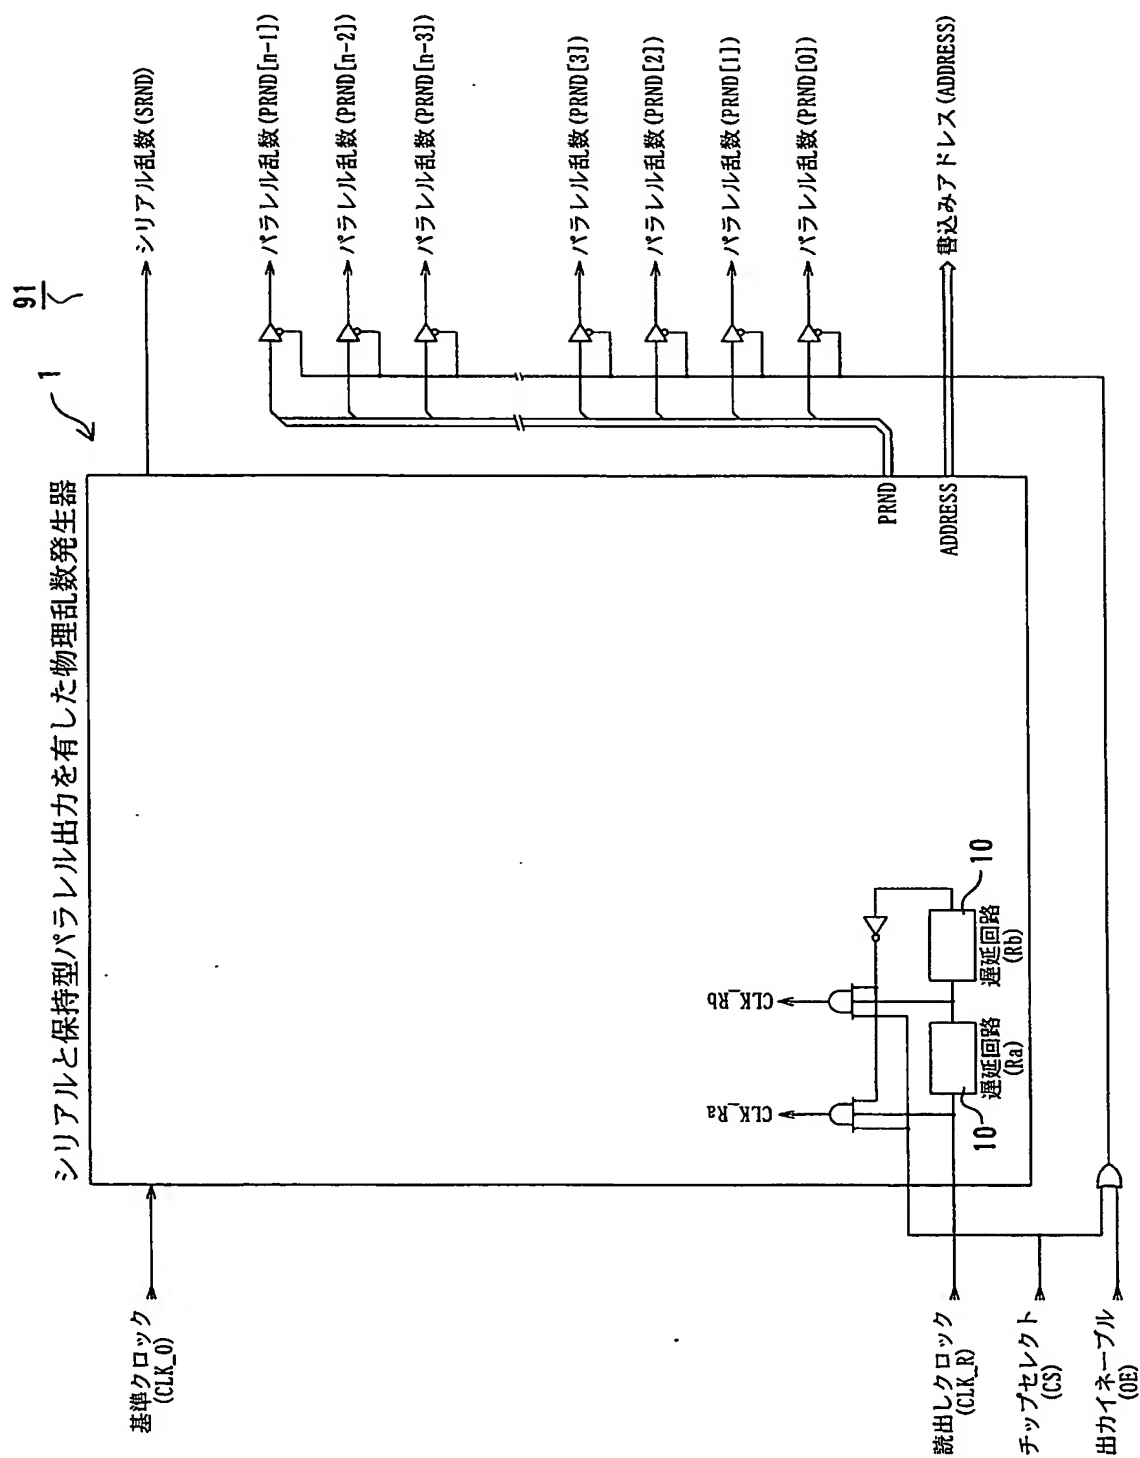 91
1
シリアルと保持型パラレル出力を有した物理乱数発生器
基準クロック
(CLK_0)
シリアル乱数(SRND)
パラレル乱数(PRND[n-1])
パラレル乱数(PRND[n-2])
パラレル乱数(PRND[n-3])
パラレル乱数(PRND[3])
パラレル乱数(PRND[2])
パラレル乱数(PRND[1])
パラレル乱数(PRND[0])
PRND
ADDRESS
書込みアドレス(ADDRESS)
CLK_Ra
CLK_Rb
10
遅延回路
(Ra)
10
遅延回路
(Rb)
読出しクロック
(CLK_R)
チップセレクト
(CS)
出力イネーブル
(OE)